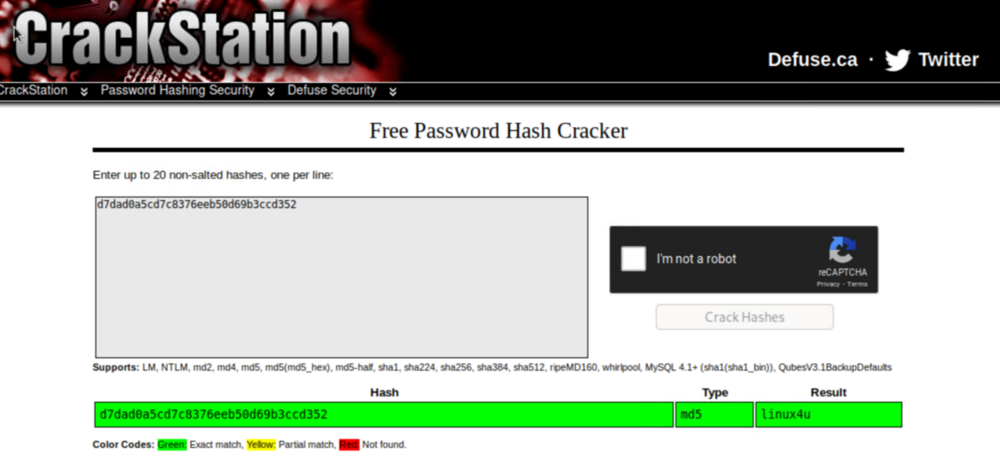 CrackStation
Defuse.ca · Twitter
CrackStation Password Hashing Security Defuse Security
Free Password Hash Cracker
Enter up to 20 non-salted hashes, one per line:
d7dad0a5cd7c8376eeb50d69b3ccd352
I'm not a robot
reCAPTCHA
Privacy - Terms
Crack Hashes
Supports: LM, NTLM, md2, md4, md5, md5(md5_hex), md5-half, sha1, sha224, sha256, sha384, sha512, ripeMD160, whirlpool, MySQL 4.1+ (sha1(sha1_bin)), QubesV3.1BackupDefaults
Hash Type Result
d7dad0a5cd7c8376eeb50d69b3ccd352 md5 linux4u
Color Codes: Green: Exact match, Yellow: Partial match, Red: Not found.